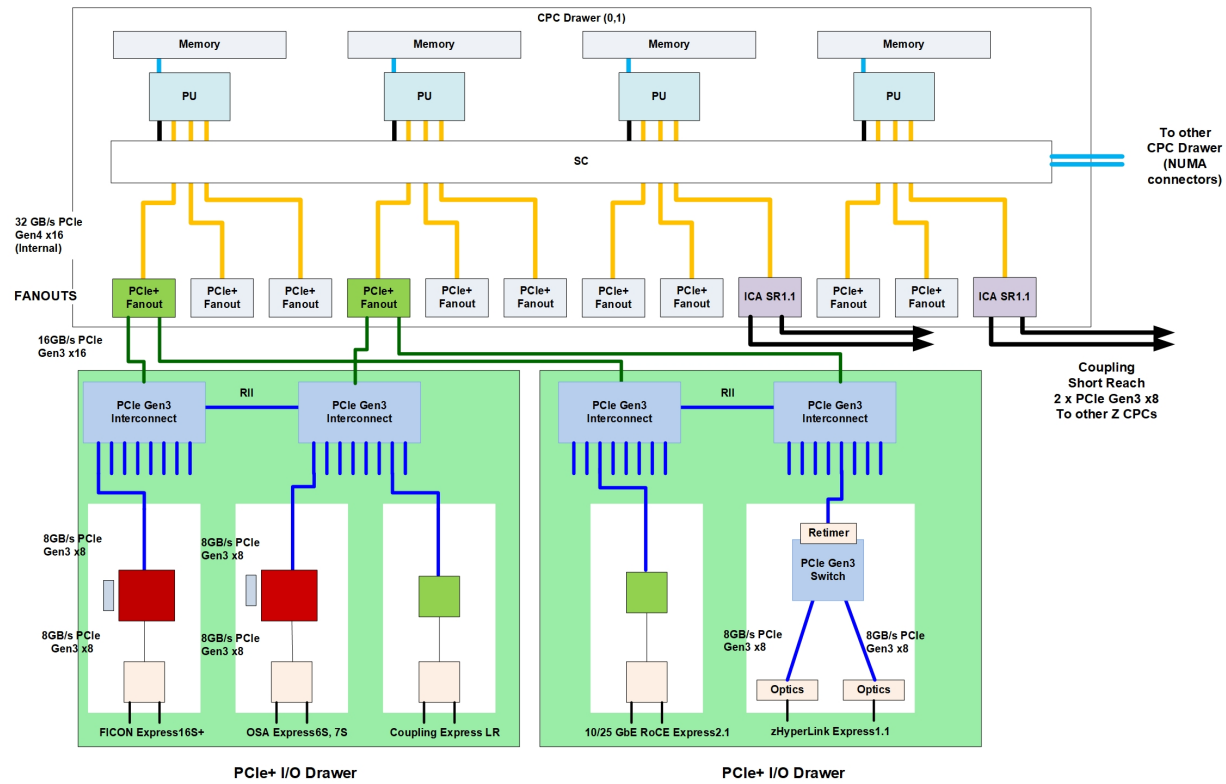 CPC Drawer (0,1)
Memory
Memory
Memory
Memory
PU
PU
PU
PU
SC
To other
CPC Drawer
(NUMA
connectors)
32 GB/s PCIe
Gen4 x16
(Internal)
FANOUTS
PCIe+
Fanout
PCIe+
Fanout
PCIe+
Fanout
PCIe+
Fanout
PCIe+
Fanout
PCIe+
Fanout
PCIe+
Fanout
PCIe+
Fanout
ICA SR1.1
PCIe+
Fanout
PCIe+
Fanout
ICA SR1.1
16GB/s PCIe
Gen3 x16
Coupling
Short Reach
2 x PCIe Gen3 x8
To other Z CPCs
PCIe Gen3
Interconnect
RII
PCIe Gen3
Interconnect
PCIe Gen3
Interconnect
RII
PCIe Gen3
Interconnect
8GB/s PCIe
Gen3 x8
8GB/s PCIe
Gen3 x8
Retimer
PCIe Gen3
Switch
8GB/s PCIe
Gen3 x8
8GB/s PCIe
Gen3 x8
8GB/s PCIe
Gen3 x8
8GB/s PCIe
Gen3 x8
Optics
Optics
FICON Express16S+
OSA Express6S, 7S
Coupling Express LR
10/25 GbE RoCE Express2.1
zHyperLink Express1.1
PCIe+ I/O Drawer
PCIe+ I/O Drawer